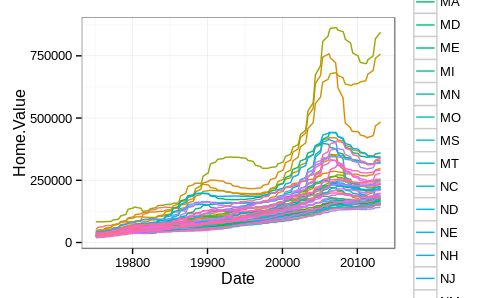 Home.Value
750000
500000
250000
0
19800
19900
20000
20100
Date
MA
MD
ME
MI
MN
MO
MS
MT
NC
ND
NE
NH
NJ